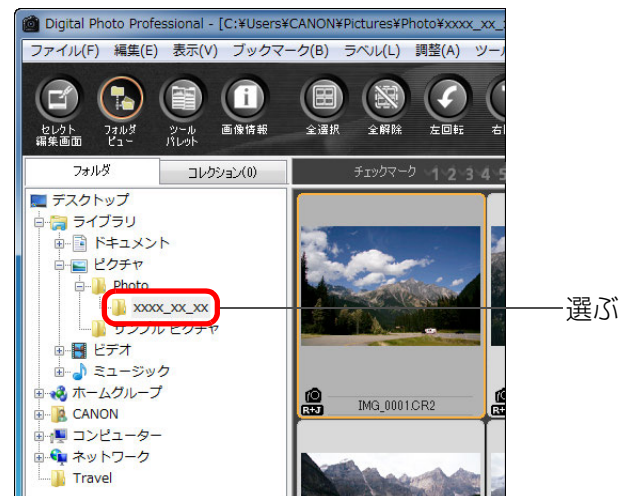 Digital Photo Professional - [C:¥Users¥CANON¥Pictures¥Photo¥xxxx_xx_
ファイル(F) 編集(E) 表示(V) ブックマーク(B) ラベル(L) 調整(A) ツー
セレクト編集画面
フォルダビュー
ツールパレット
画像情報
全選択
全解除
左回転
右
フォルダ
コレクション(0)
チェックマーク 1 2 3 4 5
デスクトップ
ライブラリ
ドキュメント
ピクチャ
Photo
xxxx_xx_xx
選ぶ
サンプル ピクチャ
ビデオ
ミュージック
ホームグループ
CANON
コンピューター
ネットワーク
Travel
R+J
IMG_0001.CR2
R+